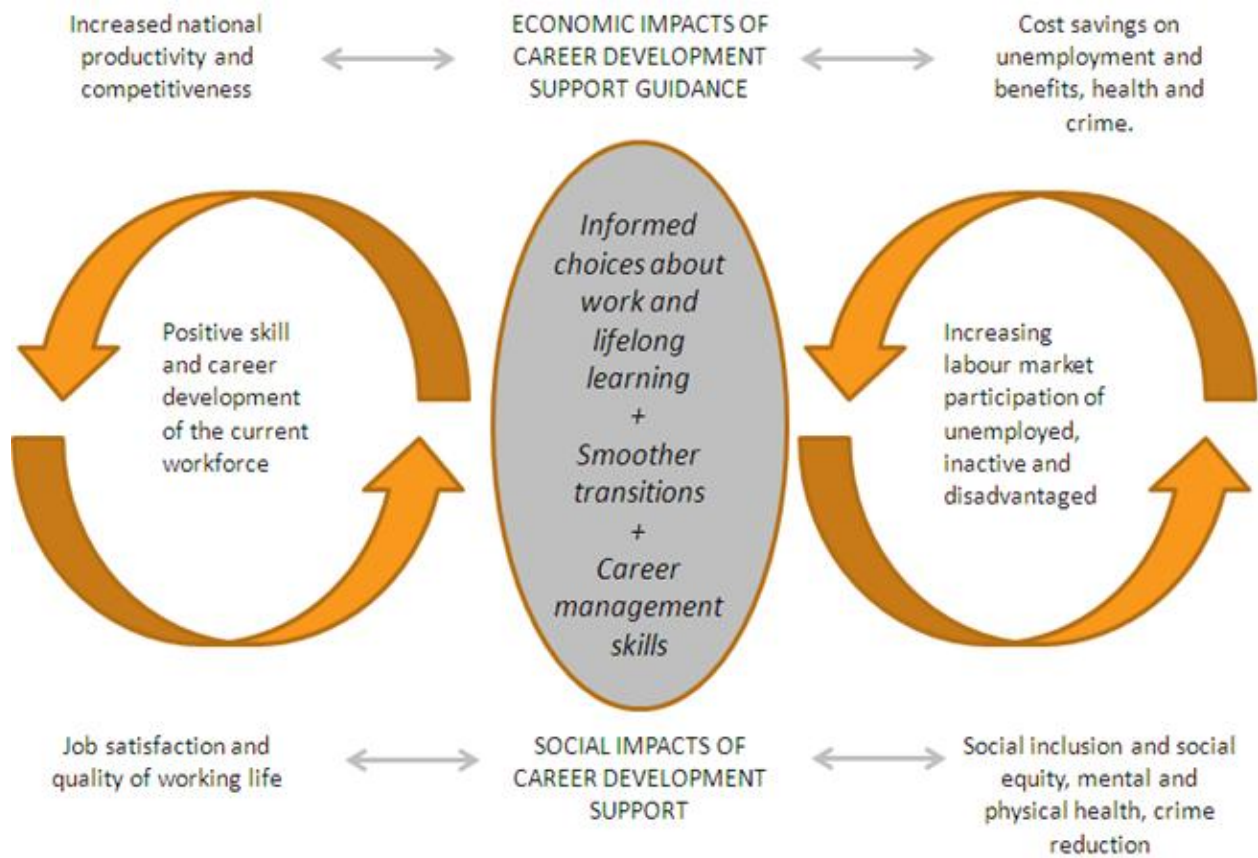 Increased national
productivity and
competitiveness
ECONOMIC IMPACTS OF
CAREER DEVELOPMENT
SUPPORT GUIDANCE
Cost savings on
unemployment and
benefits, health and
crime.
Positive skill
and career
development
of the current
workforce
Informed
choices about
work and
lifelong
learning
+
Smoother
transitions
+
Career
management
skills
Increasing
labour market
participation of
unemployed,
inactive and
disadvantaged
Job satisfaction and
quality of working life
SOCIAL IMPACTS OF
CAREER DEVELOPMENT
SUPPORT
Social inclusion and social
equity, mental and
physical health, crime
reduction